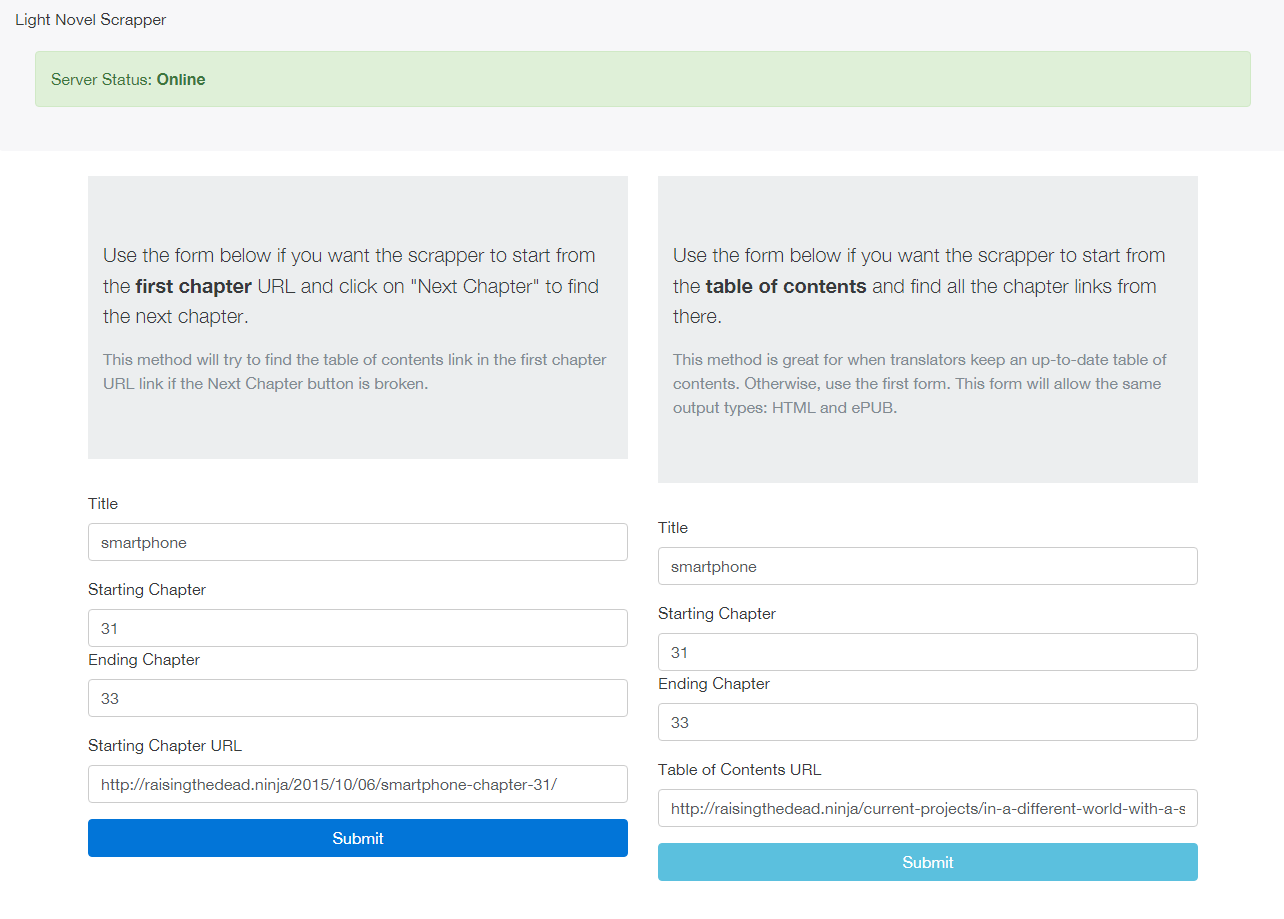 Light Novel Scrapper
Server Status: Online
Use the form below if you want the scrapper to start from
the first chapter URL and click on "Next Chapter" to find
the next chapter.
This method will try to find the table of contents link in the first chapter
URL link if the Next Chapter button is broken.
Title
smartphone
Starting Chapter
31
Ending Chapter
33
Starting Chapter URL
http://raisingthedead.ninja/2015/10/06/smartphone-chapter-31/
Submit
Use the form below if you want the scrapper to start from
the table of contents and find all the chapter links from
there.
This method is great for when translators keep an up-to-date table of
contents. Otherwise, use the first form. This form will allow the same
output types: HTML and ePUB.
Title
smartphone
Starting Chapter
31
Ending Chapter
33
Table of Contents URL
http://raisingthedead.ninja/current-projects/in-a-different-world-with-a-s
Submit